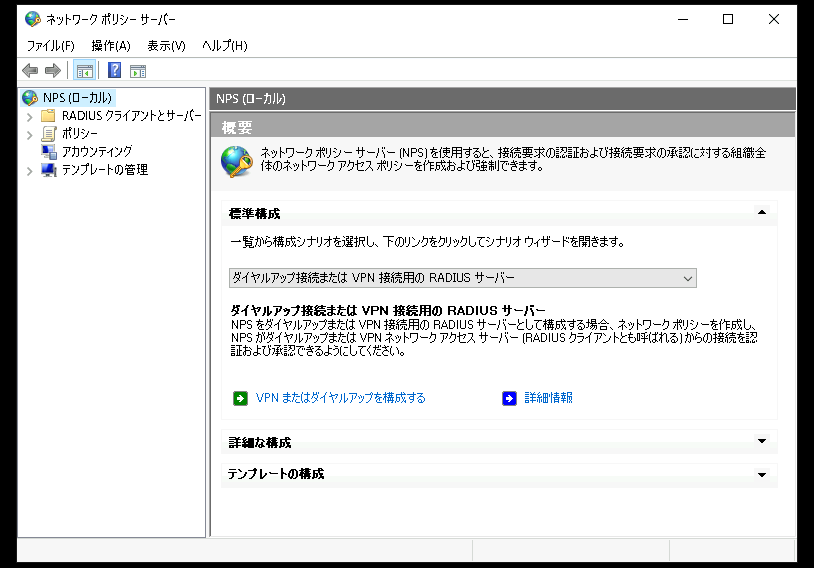 ネットワーク ポリシー サーバー
ファイル(F) 操作(A) 表示(V) ヘルプ(H)
NPS (ローカル)
RADIUS クライアントとサーバー
ポリシー
アカウンティング
テンプレートの管理
NPS (ローカル)
概要
ネットワーク ポリシー サーバー (NPS) を使用すると、接続要求の認証および接続要求の承認に対する組織全
体のネットワーク アクセス ポリシーを作成および強制できます。
標準構成
一覧から構成シナリオを選択し、下のリンクをクリックしてシナリオ ウィザードを開きます。
ダイヤルアップ接続または VPN 接続用の RADIUS サーバー
ダイヤルアップ接続または VPN 接続用の RADIUS サーバー
NPS をダイヤルアップまたは VPN 接続用の RADIUS サーバーとして構成する場合、ネットワーク ポリシーを作成し、
NPS がダイヤルアップまたは VPN ネットワーク アクセス サーバー (RADIUS クライアントとも呼ばれる) からの接続を認
証および承認できるようにしてください。
VPN またはダイヤルアップを構成する 詳細情報
詳細な構成
テンプレートの構成